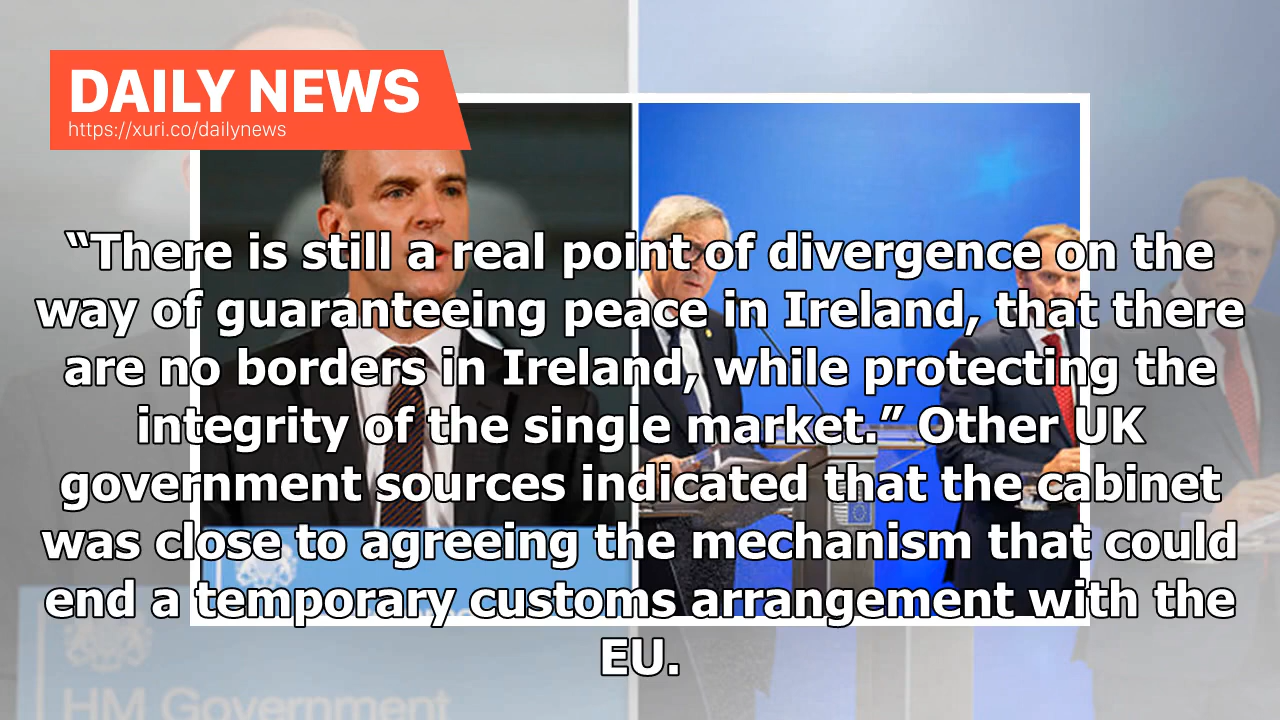 DAILY NEWS
https://xuri.co/dailynews
“There is still a real point of divergence on the
way of guaranteeing peace in Ireland, that there
are no borders in Ireland, while protecting the
integrity of the single market.” Other UK
government sources indicated that the cabinet
was close to agreeing the mechanism that could
end a temporary customs arrangement with the
EU.
HM Government